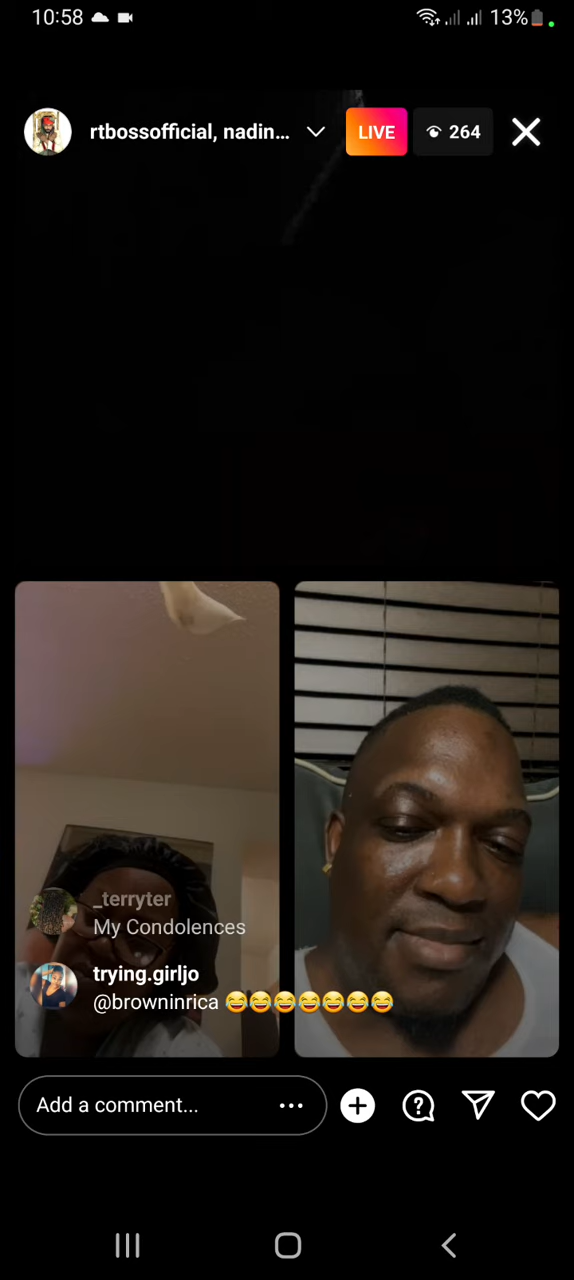 10:58 13%
rtbossofficial, nadin... LIVE 264
_terryter
My Condolences
trying.girljo
@browninrica 😂😂😂😂😂😂😂
Add a comment...